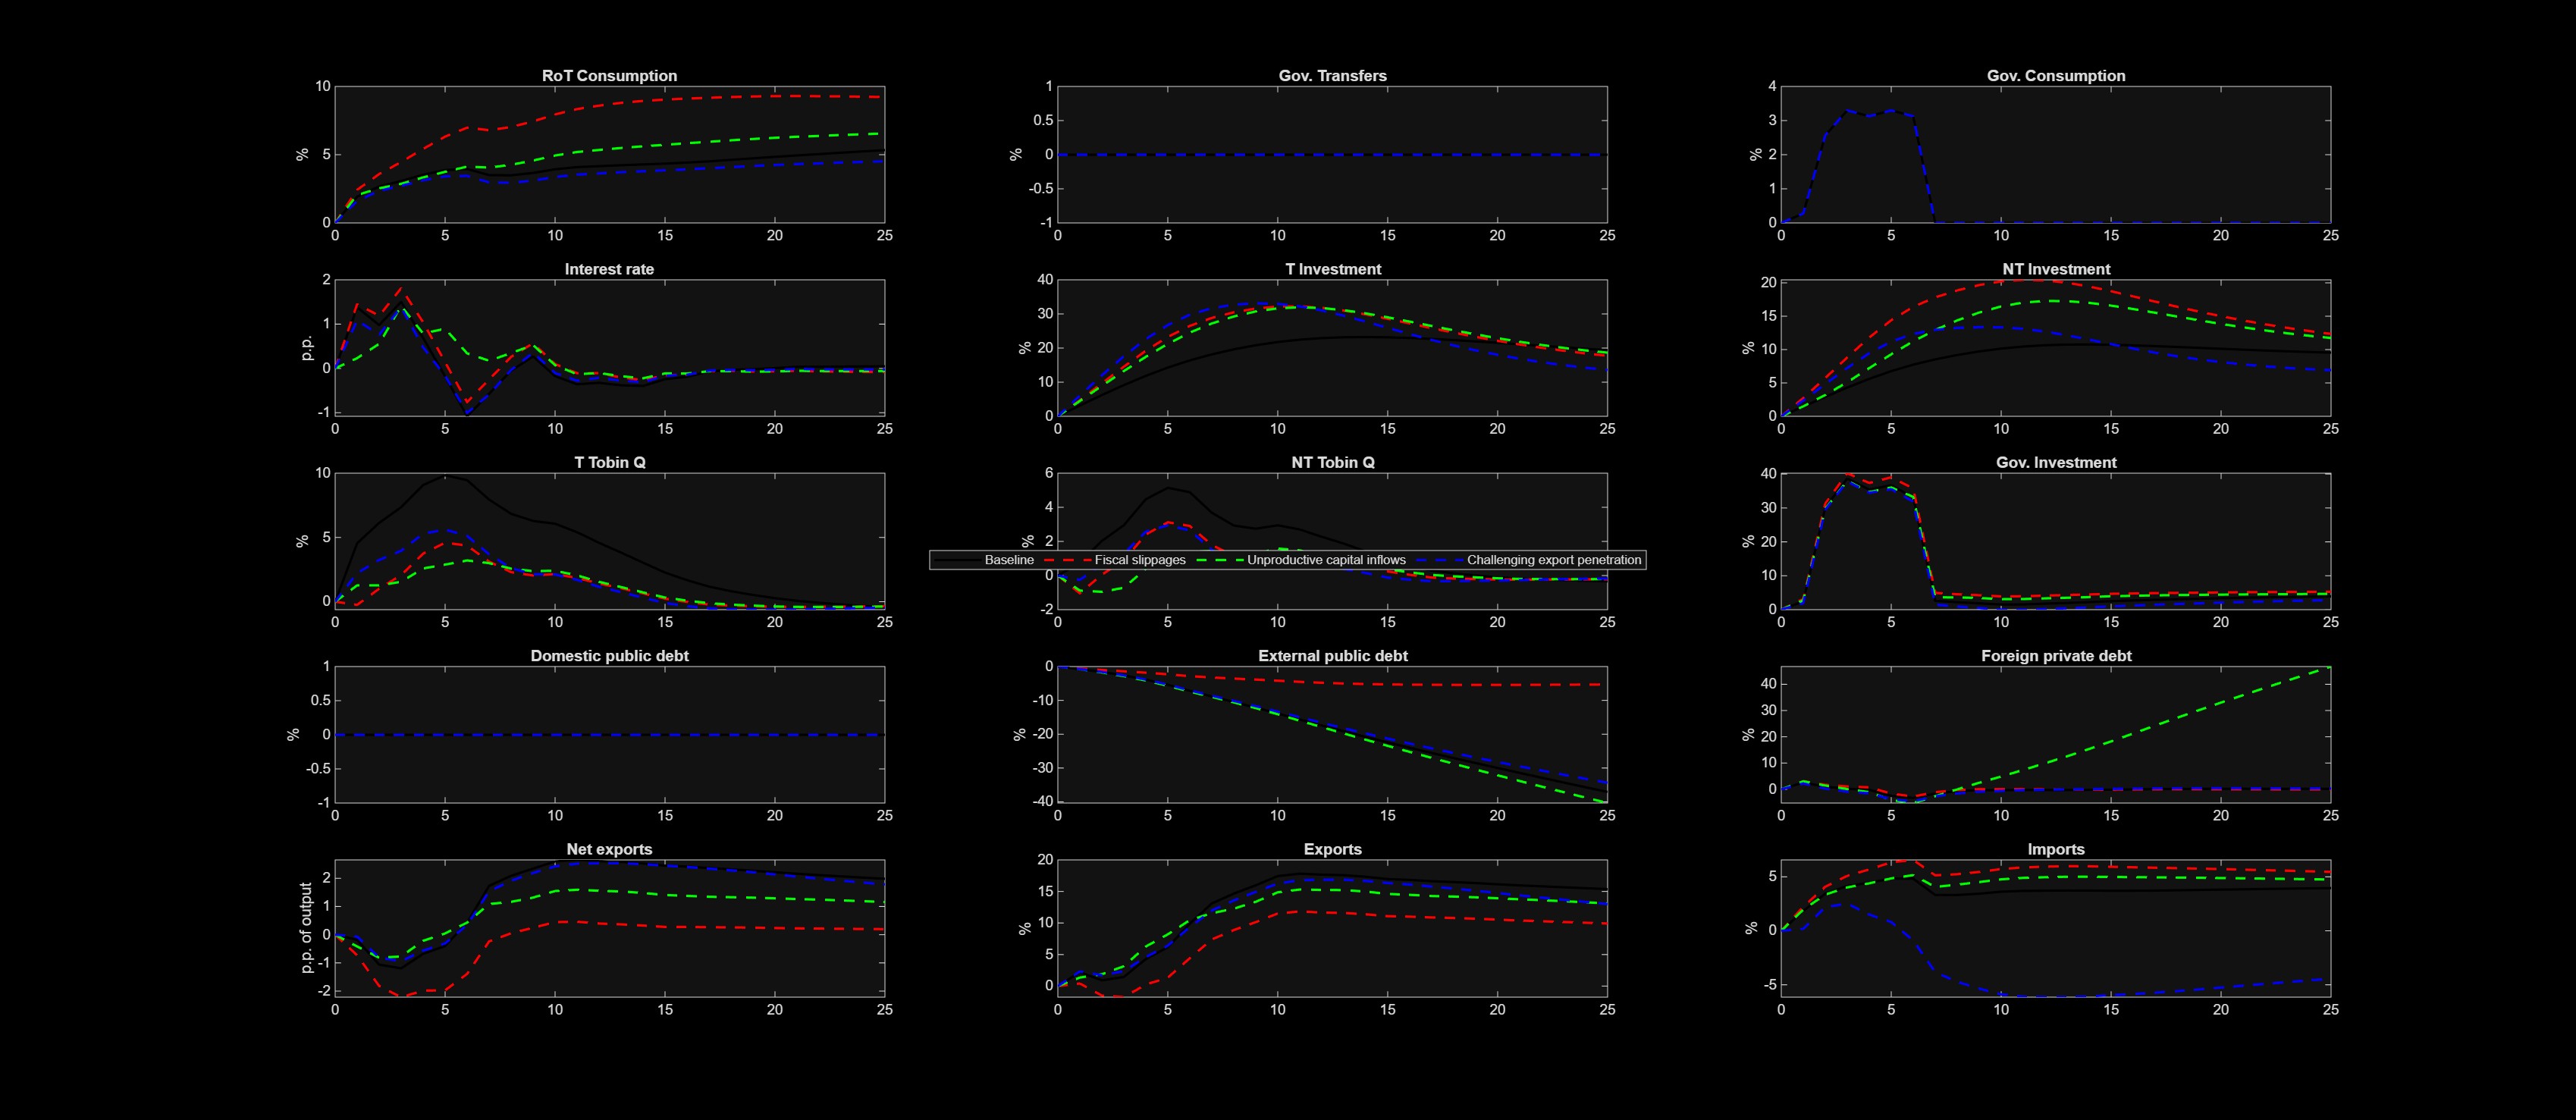 RoT Consumption
10
5
0
%
0 5 10 15 20 25
Gov. Transfers
1
0.5
0
-0.5
-1
%
0 5 10 15 20 25
Gov. Consumption
4
3
2
1
0
%
0 5 10 15 20 25
Interest rate
2
1
0
-1
p.p.
0 5 10 15 20 25
T Investment
40
30
20
10
0
%
0 5 10 15 20 25
NT Investment
20
15
10
5
0
%
0 5 10 15 20 25
T Tobin Q
10
5
0
%
0 5 10 15 20 25
NT Tobin Q
6
4
2
0
-2
%
0 5 10 15 20 25
Baseline Fiscal slippages Unproductive capital inflows Challenging export penetration
Gov. Investment
40
30
20
10
0
%
0 5 10 15 20 25
Domestic public debt
1
0.5
0
-0.5
-1
%
0 5 10 15 20 25
External public debt
0
-10
-20
-30
-40
%
0 5 10 15 20 25
Foreign private debt
40
30
20
10
0
%
0 5 10 15 20 25
Net exports
2
1
0
-1
-2
p.p. of output
0 5 10 15 20 25
Exports
20
15
10
5
0
%
0 5 10 15 20 25
Imports
5
0
-5
%
0 5 10 15 20 25